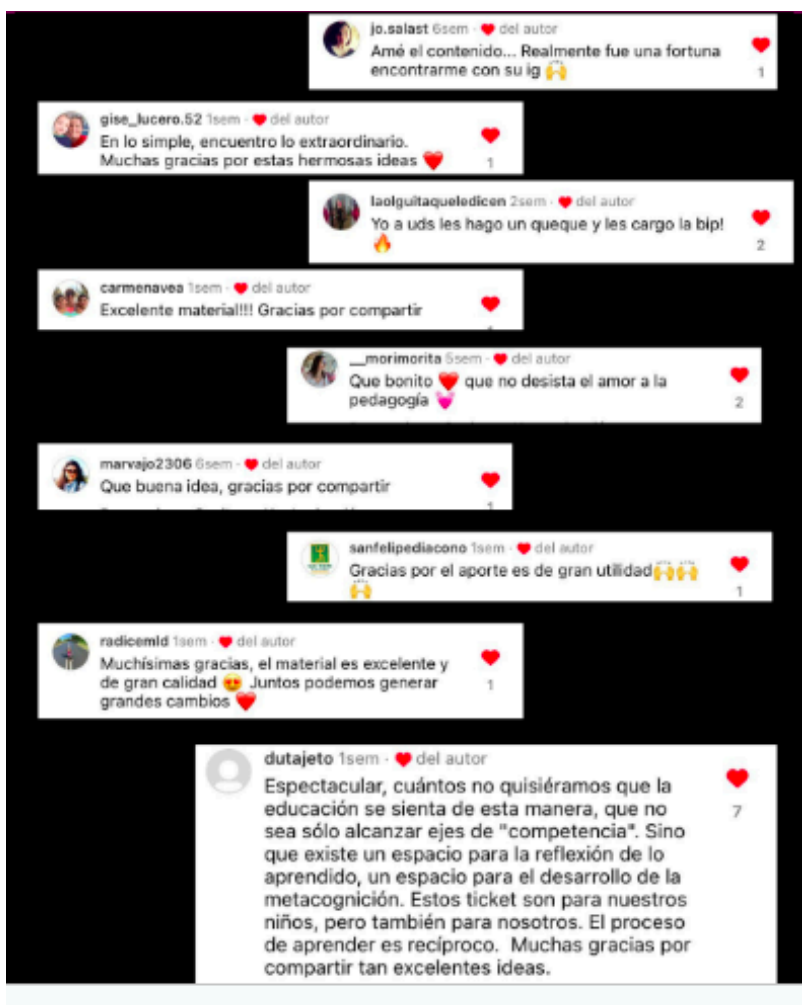 jo.salast 6sem · ❤ del autor
Amé el contenido... Realmente fue una fortuna
encontrarme con su ig 🙌
1
gise_lucero.52 1sem · ❤ del autor
En lo simple, encuentro lo extraordinario.
Muchas gracias por estas hermosas ideas ❤
1
laolguitaqueledicen 2sem · ❤ del autor
Yo a uds les hago un queque y les cargo la bip!
🔥
2
carmenavea 1sem · ❤ del autor
Excelente material!!! Gracias por compartir
__morimorita 5sem · ❤ del autor
Que bonito ❤ que no desista el amor a la
pedagogía 💓
2
marvajo2306 6sem · ❤ del autor
Que buena idea, gracias por compartir
1
sanfelipediacono 1sem · ❤ del autor
Gracias por el aporte es de gran utilidad🙌🙌
🙌
1
radicemld 1sem · ❤ del autor
Muchísimas gracias, el material es excelente y
de gran calidad 😍 Juntos podemos generar
grandes cambios ❤
1
dutajeto 1sem · ❤ del autor
Espectacular, cuántos no quisiéramos que la
educación se sienta de esta manera, que no
sea sólo alcanzar ejes de "competencia". Sino
que existe un espacio para la reflexión de lo
aprendido, un espacio para el desarrollo de la
metacognición. Estos ticket son para nuestros
niños, pero también para nosotros. El proceso
de aprender es recíproco. Muchas gracias por
compartir tan excelentes ideas.
7